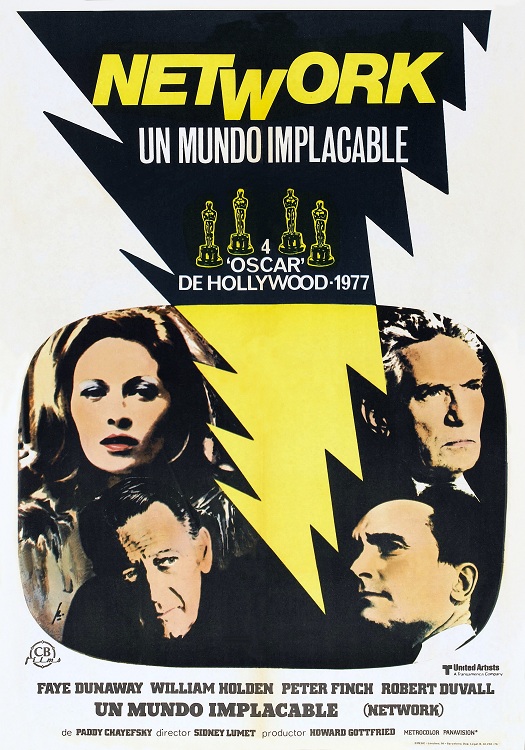 NETWORK
UN MUNDO IMPLACABLE
4
'OSCAR'
DE HOLLYWOOD·1977
CB
films
United Artists
A Transamerica Company
FAYE DUNAWAY WILLIAM HOLDEN PETER FINCH ROBERT DUVALL
UN MUNDO IMPLACABLE (NETWORK)
de PADDY CHAYEFSKY director SIDNEY LUMET productor HOWARD GOTTFRIED METROCOLOR PANAVISION*